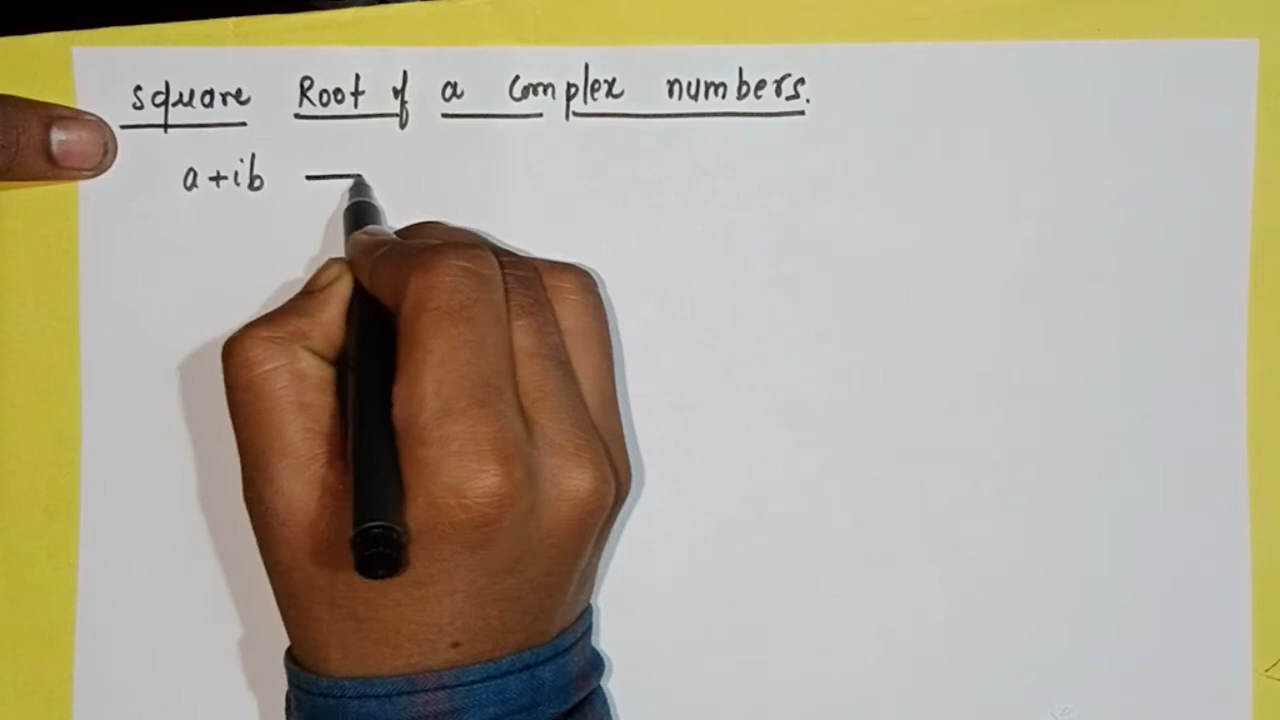 square Root of a complex numbers.
a+ib —